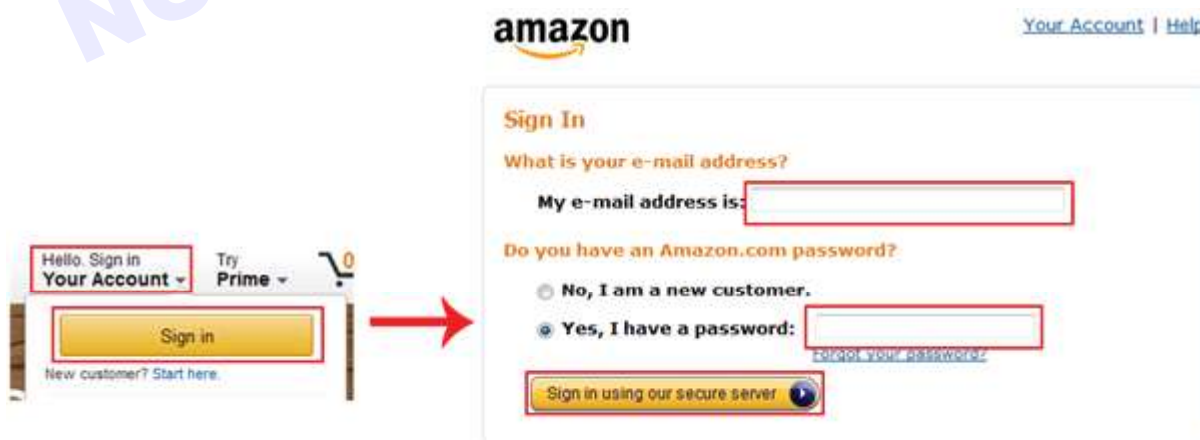 amazon
Your Account | Help
Sign In
What is your e-mail address?
My e-mail address is:
Do you have an Amazon.com password?
No, I am a new customer.
Yes, I have a password:
Forgot your password?
Sign in using our secure server
Hello. Sign in
Your Account
Try
Prime
0
Sign in
New customer? Start here.